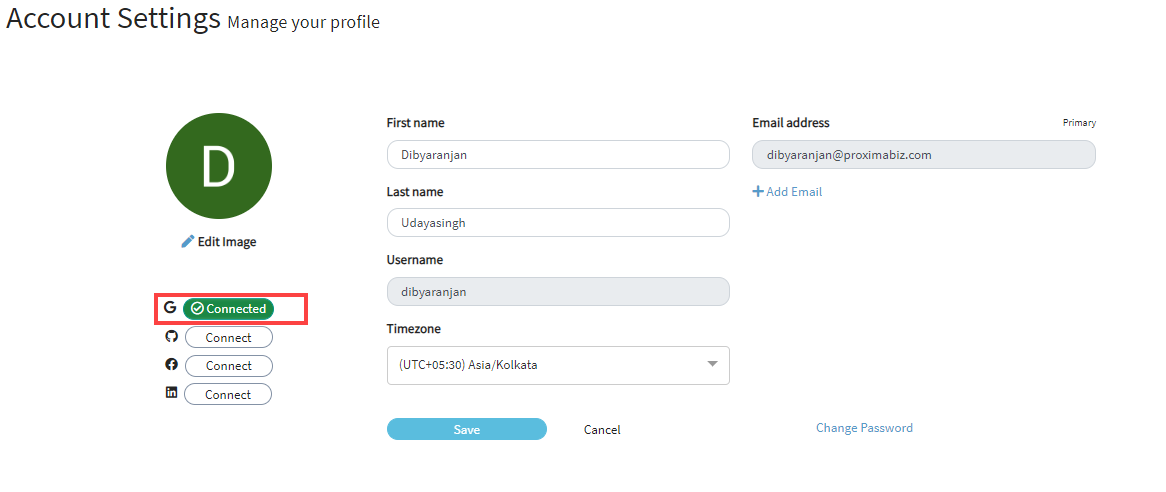 Account Settings Manage your profile
D
Edit Image
Connected
Connect
Connect
Connect
First name
Dibyaranjan
Last name
Udayasingh
Username
dibyaranjan
Timezone
(UTC+05:30) Asia/Kolkata
Save Cancel
Email address Primary
dibyaranjan@proximabiz.com
Add Email
Change Password